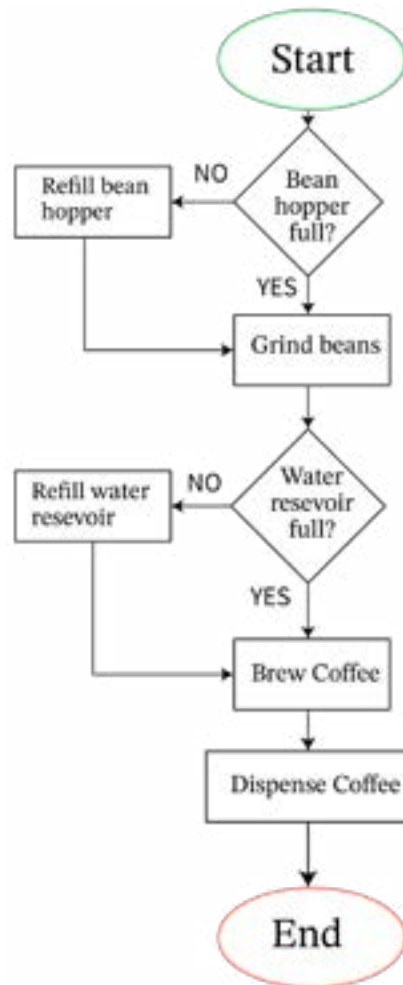 Start
NO
Bean
hopper
full?
Refill bean
hopper
YES
Grind beans
NO
Water
resevoir
full?
Refill water
resevoir
YES
Brew Coffee
Dispense Coffee
End